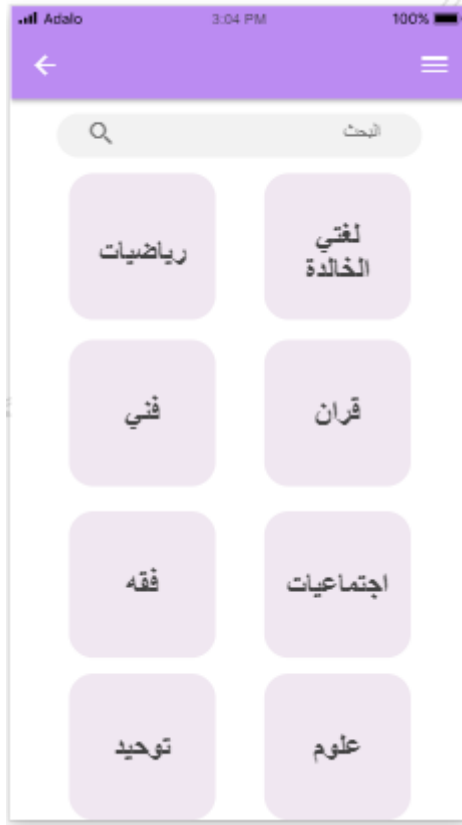 Adalo 3:04 PM 100%
البحث
لغتي
الخالدة
رياضيات
قران
فني
اجتماعيات
فقه
علوم
توحيد